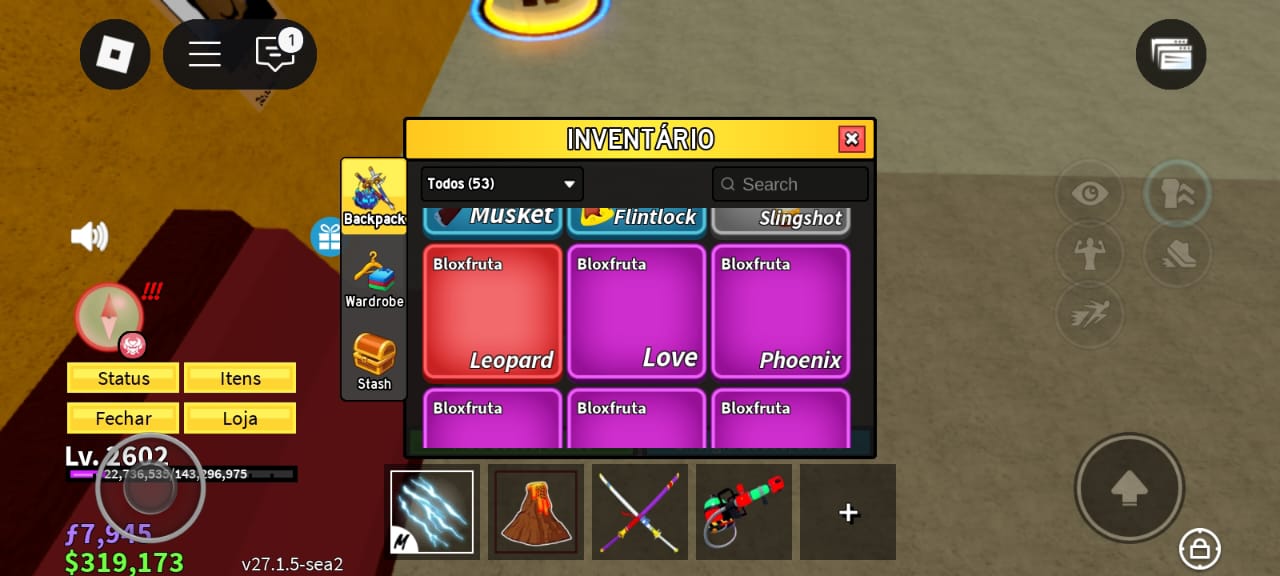 1
INVENTÁRIO
Todos (53)
Search
Backpack
Musket
Flintlock
Slingshot
Bloxfruta
Bloxfruta
Bloxfruta
Leopard
Love
Phoenix
Wardrobe
Stash
Bloxfruta
Bloxfruta
Bloxfruta
!!!
Status
Itens
Fechar
Loja
Lv. 2602
22,736,535/143,296,975
ƒ7,945
$319,173
v27.1.5-sea2
M
+